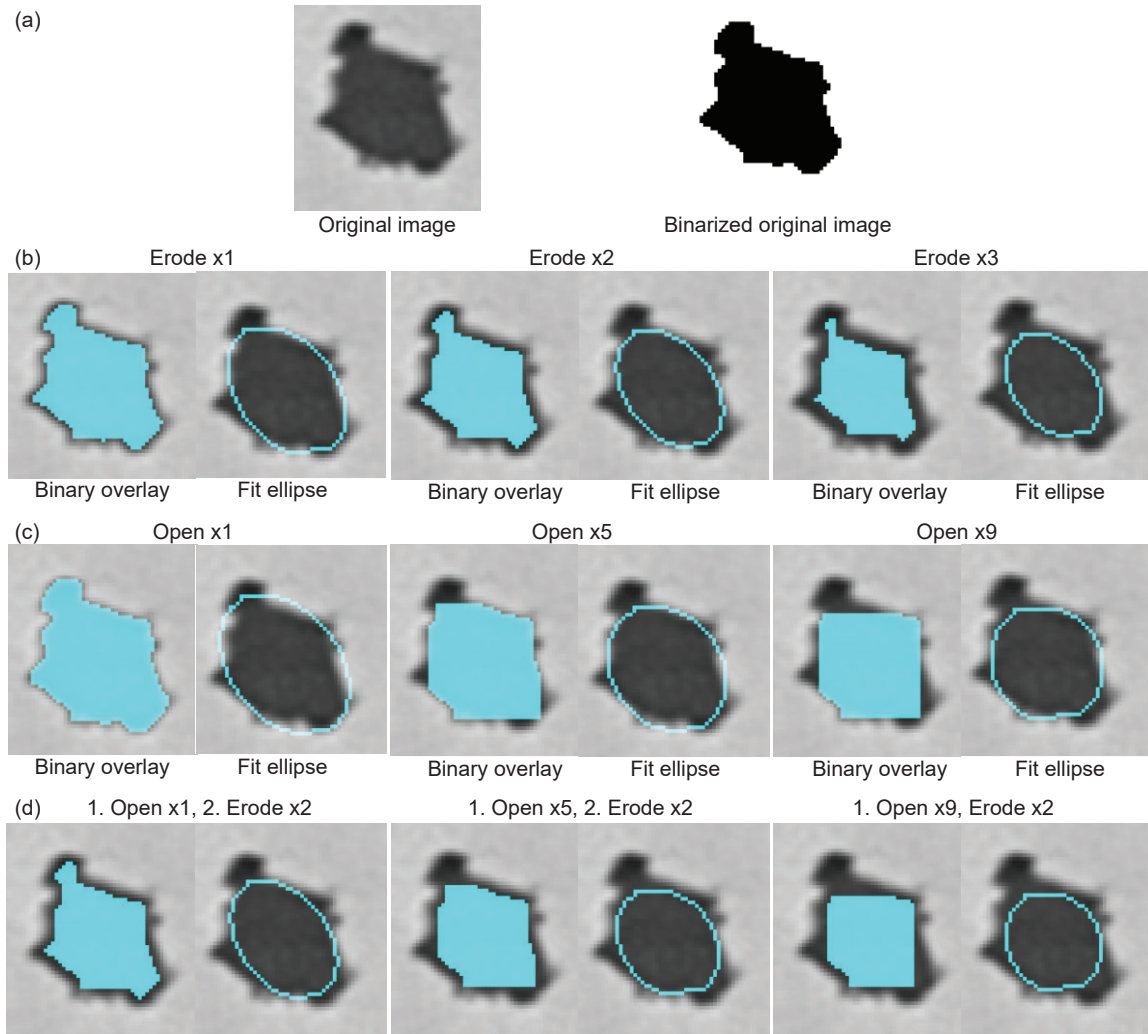 (a)
Original image Binarized original image
(b) Erode x1 Erode x2 Erode x3
Binary overlay Fit ellipse Binary overlay Fit ellipse Binary overlay Fit ellipse
(c) Open x1 Open x5 Open x9
Binary overlay Fit ellipse Binary overlay Fit ellipse Binary overlay Fit ellipse
(d) 1. Open x1, 2. Erode x2 1. Open x5, 2. Erode x2 1. Open x9, Erode x2